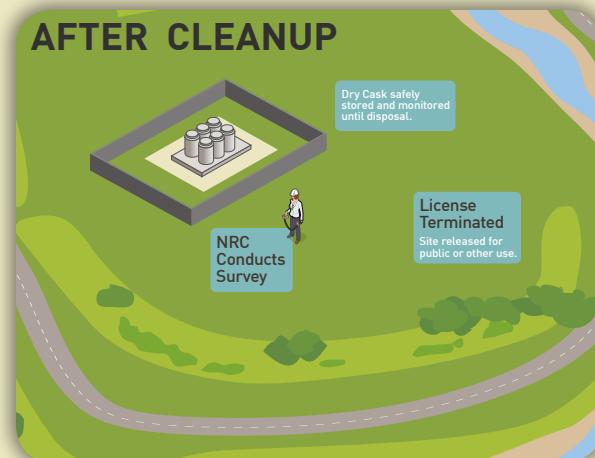 AFTER CLEANUP
Dry Cask safely
stored and monitored
until disposal.
License
Terminated
Site released for
public or other use.
NRC
Conducts
Survey